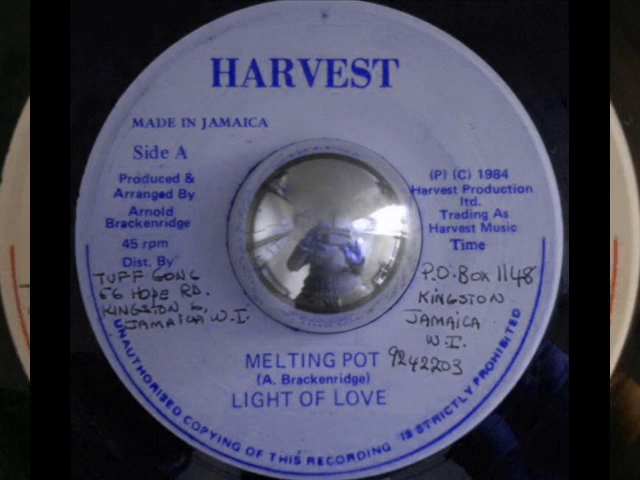 HARVEST
MADE IN JAMAICA
Side A
Produced &
Arranged By
Arnold
Brackenridge
45 rpm
Dist. By
TUFF GONG
56 HOPE RD.
KINGSTON 6.
JAMAICA W.I.
(P) (C) 1984
Harvest Production
ltd.
Trading As
Harvest Music
Time
P.O. BOX 1148
KINGSTON
JAMAICA
W.I.
9242203
MELTING POT
(A. Brackenridge)
LIGHT OF LOVE
UNAUTHORISED COPYING OF THIS RECORDING IS STRICTLY PROHIBITED